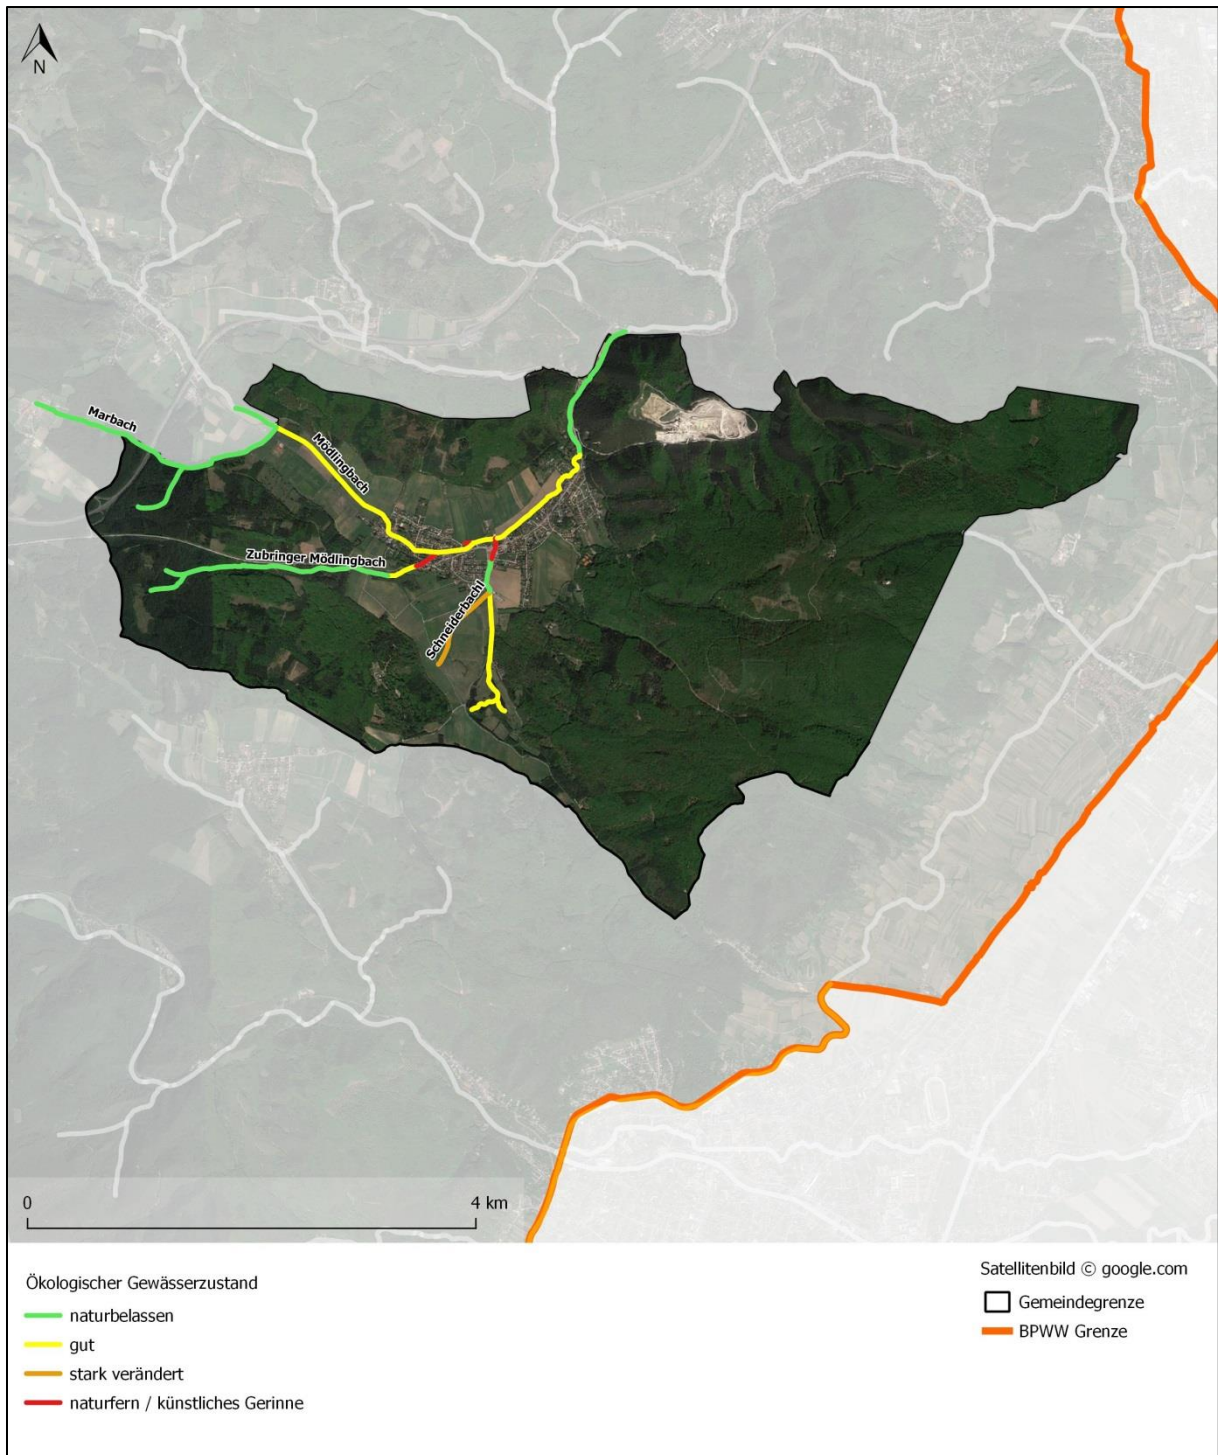 N
Marbach
Mödlingbach
Zubringer Mödlingbach
Schneiderbachl
0
4 km
Ökologischer Gewässerzustand
naturbelassen
gut
stark verändert
naturfern / künstliches Gerinne
Satellitenbild © google.com
Gemeindegrenze
BPWW Grenze